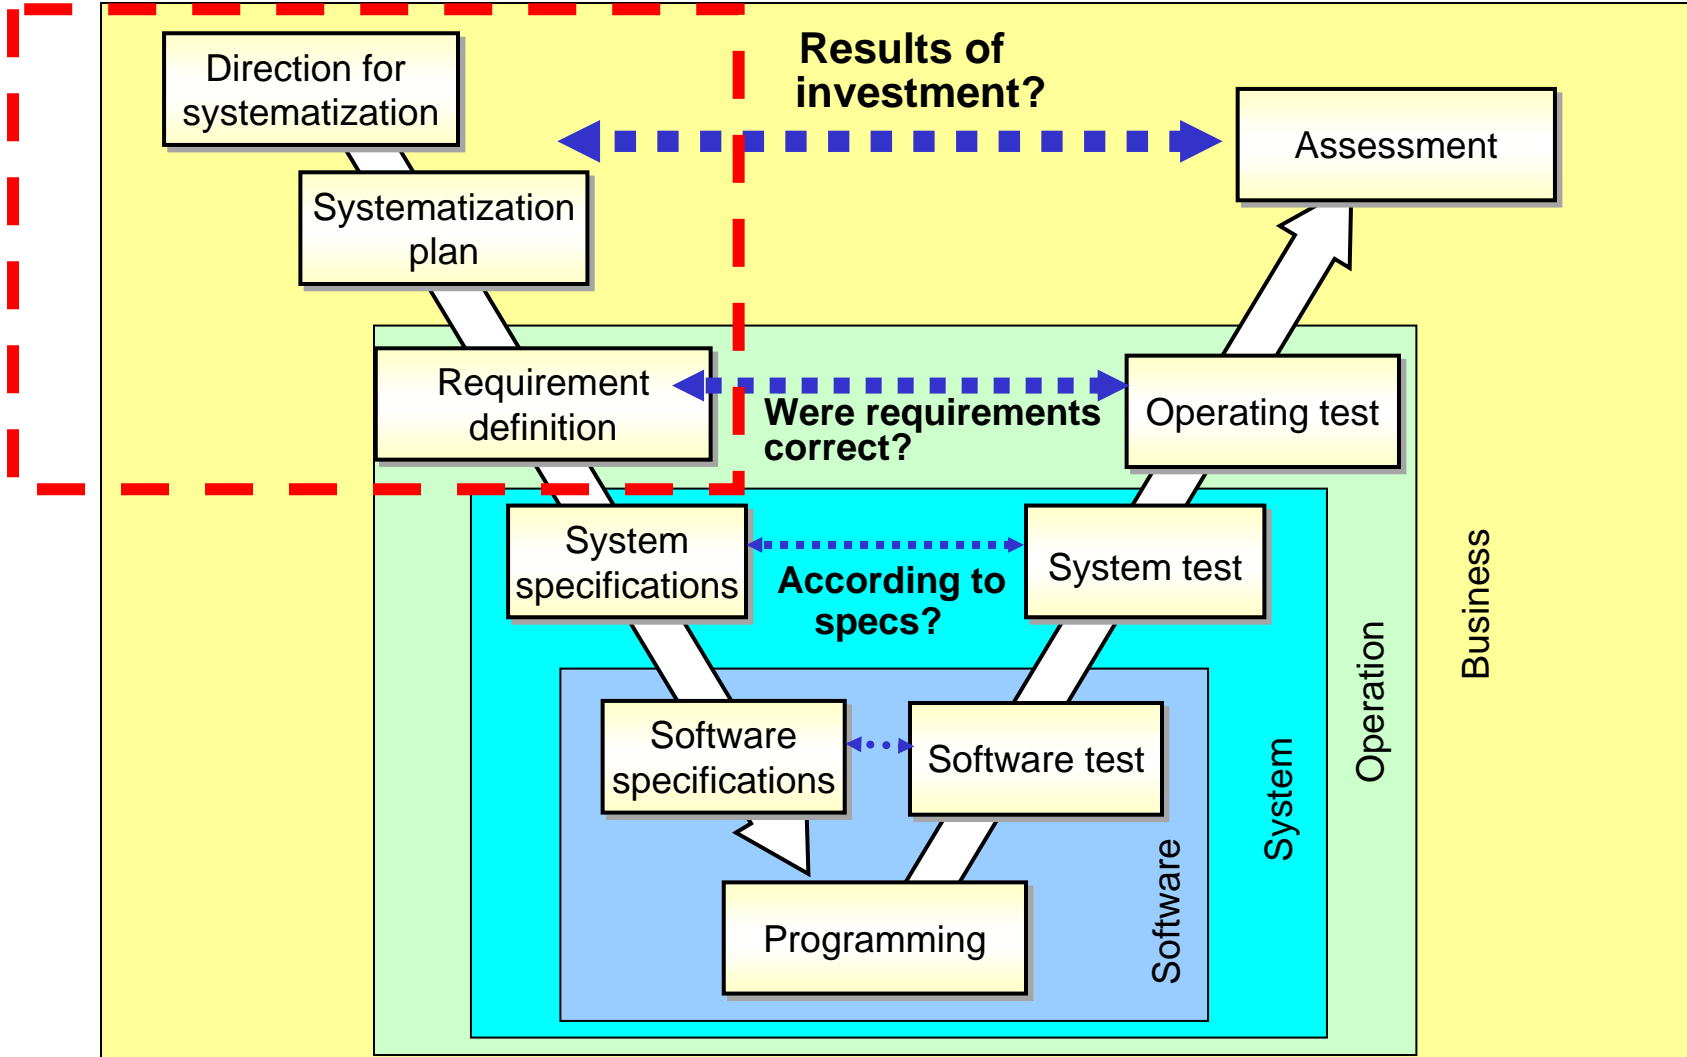 Direction for
systematization
Results of
investment?
Assessment
Systematization
plan
Requirement
definition
Were requirements
correct?
Operating test
System
specifications
According to
specs?
System test
Software
specifications
Software test
Programming
Software
System
Operation
Business